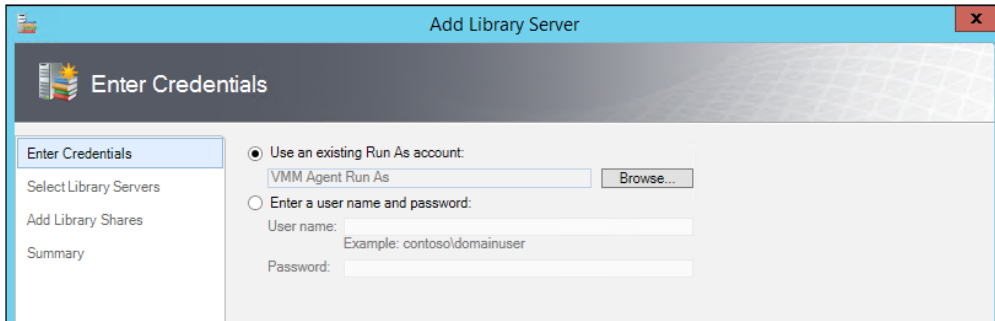 Add Library Server
x
Enter Credentials
Enter Credentials
Select Library Servers
Add Library Shares
Summary
Use an existing Run As account:
VMM Agent Run As
Browse...
Enter a user name and password:
User name:
Example: contoso\domainuser
Password: